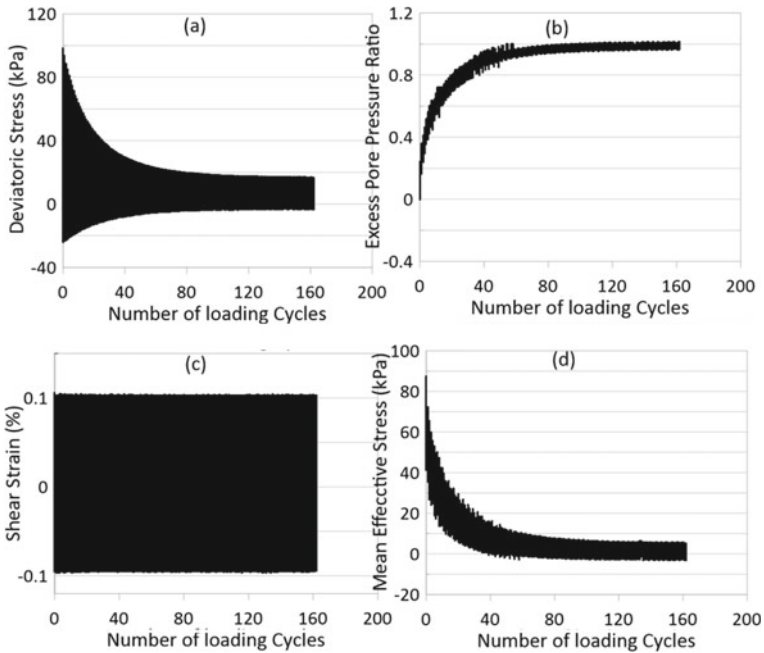 (a)
120
80
40
0
-40
Deviatoric Stress (kPa)
0 40 80 120 160 200
Number of loading Cycles
(b)
1.2
0.8
0.4
0
-0.4
Excess Pore Pressure Ratio
0 40 80 120 160 200
Number of loading Cycles
(c)
0.1
0
-0.1
Shear Strain (%)
0 40 80 120 160 200
Number of loading Cycles
(d)
100
80
60
40
20
0
-20
Mean Effecctive Stress (kPa)
0 40 80 120 160 200
Number of loading Cycles